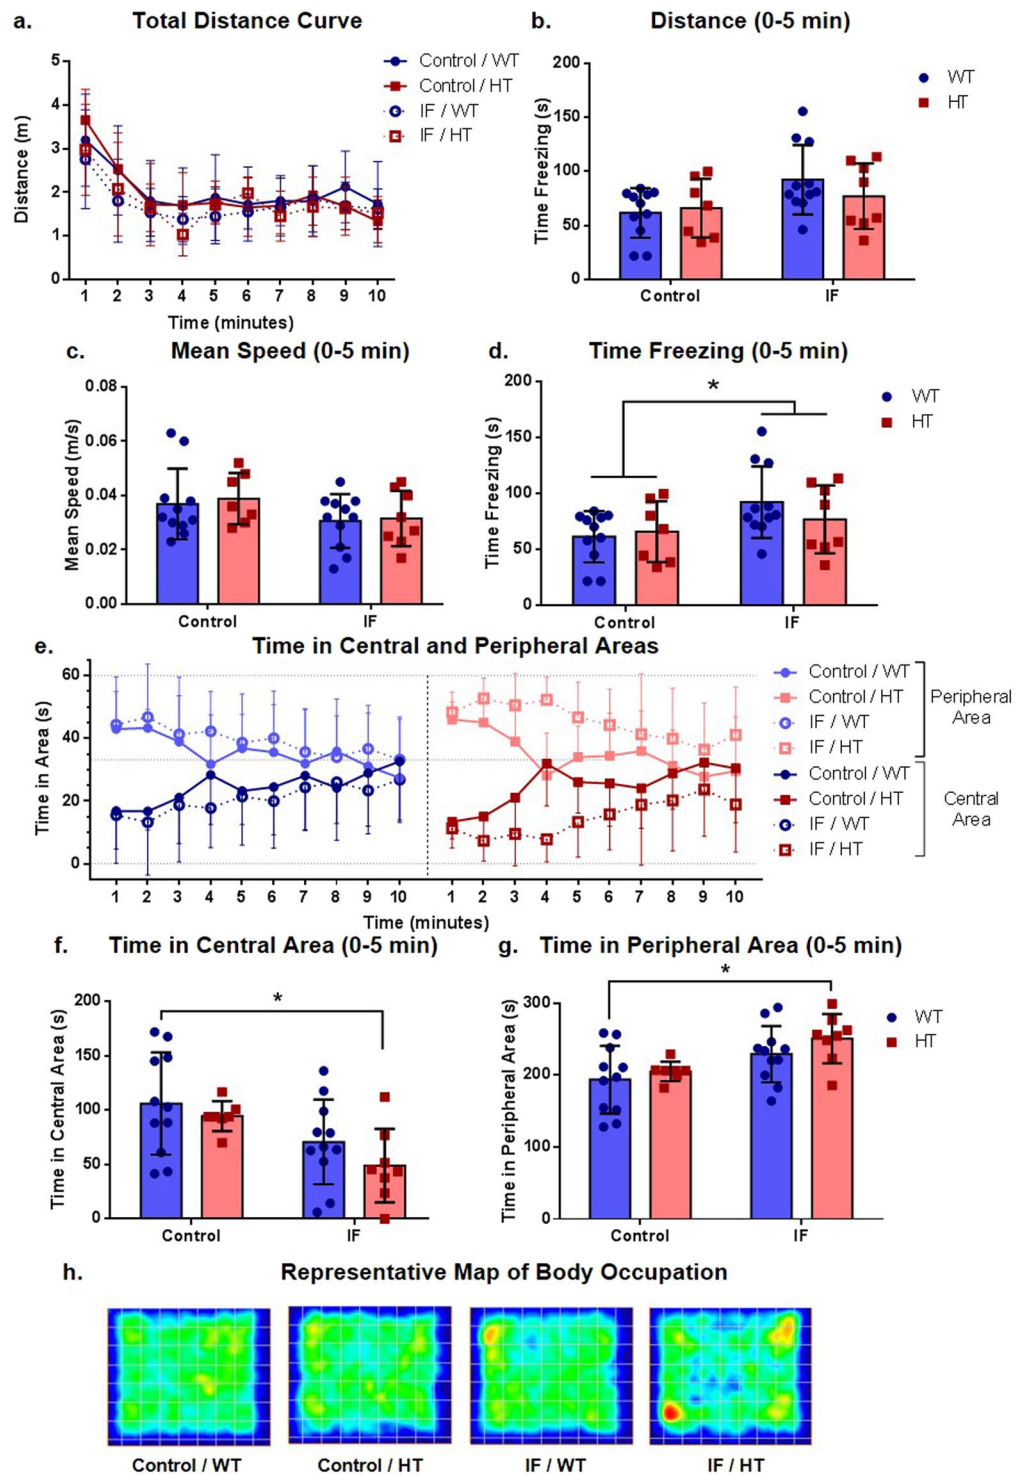 a. Total Distance Curve
5
4
3
2
1
0
Distance (m)
1 2 3 4 5 6 7 8 9 10
Time (minutes)
Control / WT
Control / HT
IF / WT
IF / HT
b. Distance (0-5 min)
200
150
100
50
0
Time Freezing (s)
Control IF
WT
HT
c. Mean Speed (0-5 min)
0.08
0.06
0.04
0.02
0.00
Mean Speed (m/s)
Control IF
d. Time Freezing (0-5 min)
200
150
100
50
0
Time Freezing (s)
*
Control IF
WT
HT
e. Time in Central and Peripheral Areas
60
40
20
0
Time in Area (s)
1 2 3 4 5 6 7 8 9 10 1 2 3 4 5 6 7 8 9 10
Time (minutes)
Control / WT
Control / HT
IF / WT
IF / HT
Peripheral
Area
Control / WT
Control / HT
IF / WT
IF / HT
Central
Area
f. Time in Central Area (0-5 min)
200
150
100
50
0
Time in Central Area (s)
*
Control IF
g. Time in Peripheral Area (0-5 min)
300
200
100
0
Time in Peripheral Area (s)
*
Control IF
WT
HT
h. Representative Map of Body Occupation
Control / WT Control / HT IF / WT IF / HT